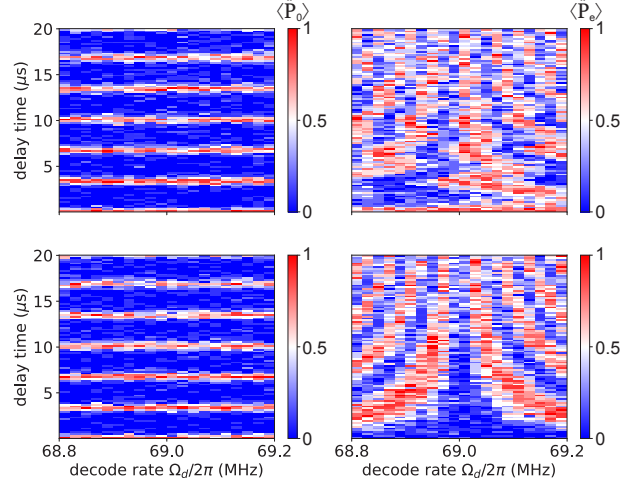 ⟨P̂₀⟩ ⟨P̂ₑ⟩
20 1 1
15
delay time (μs)
10 0.5 0.5
5
0 0
20 1 1
15
delay time (μs)
10 0.5 0.5
5
0 0
68.8 69.0 69.2 68.8 69.0 69.2
decode rate Ω_d/2π (MHz) decode rate Ω_d/2π (MHz)